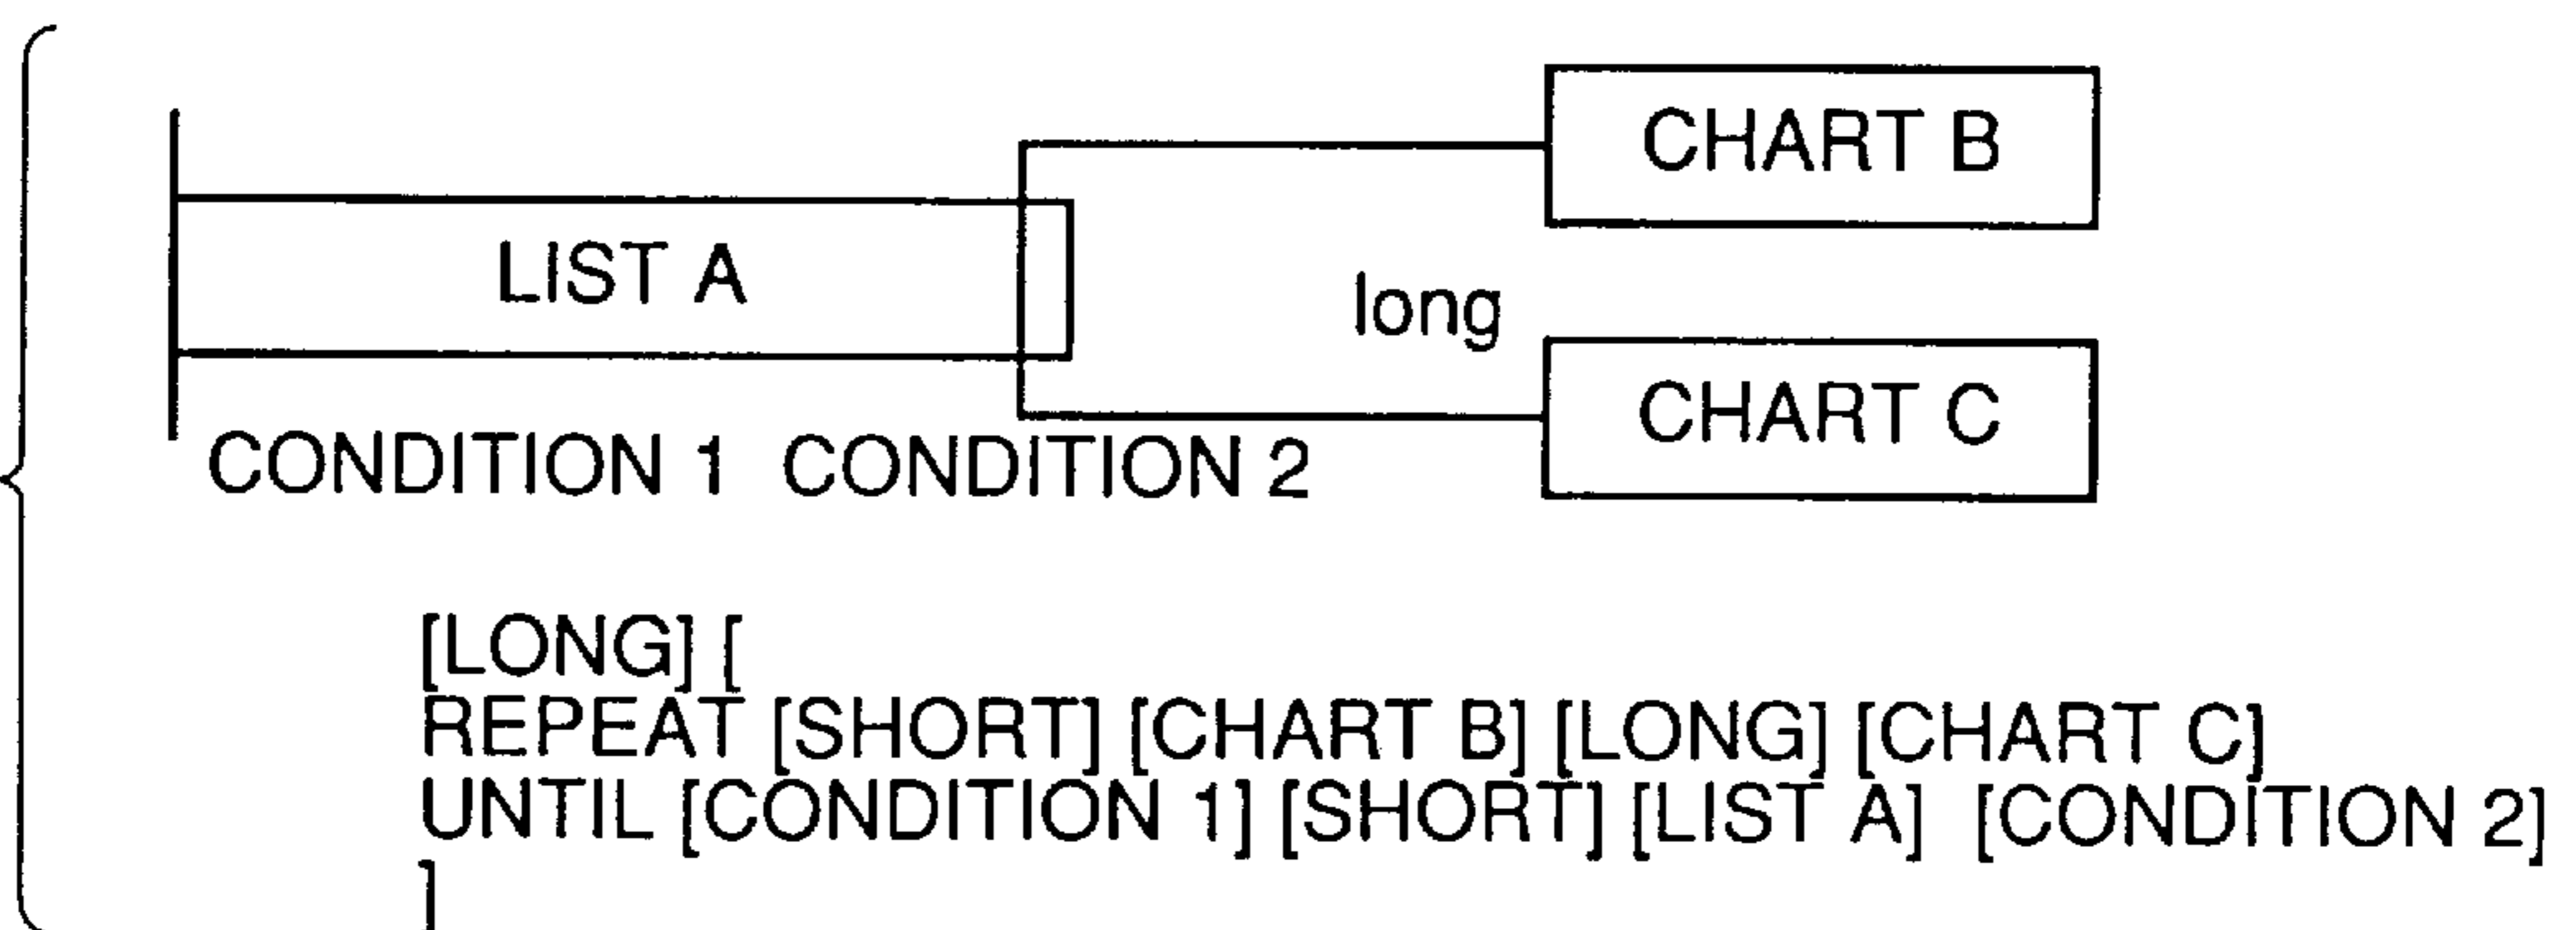 CHART B
LIST A
long
CHART C
CONDITION 1 CONDITION 2
[LONG] [
REPEAT [SHORT] [CHART B] [LONG] [CHART C]
UNTIL [CONDITION 1] [SHORT] [LIST A] [CONDITION 2]
]